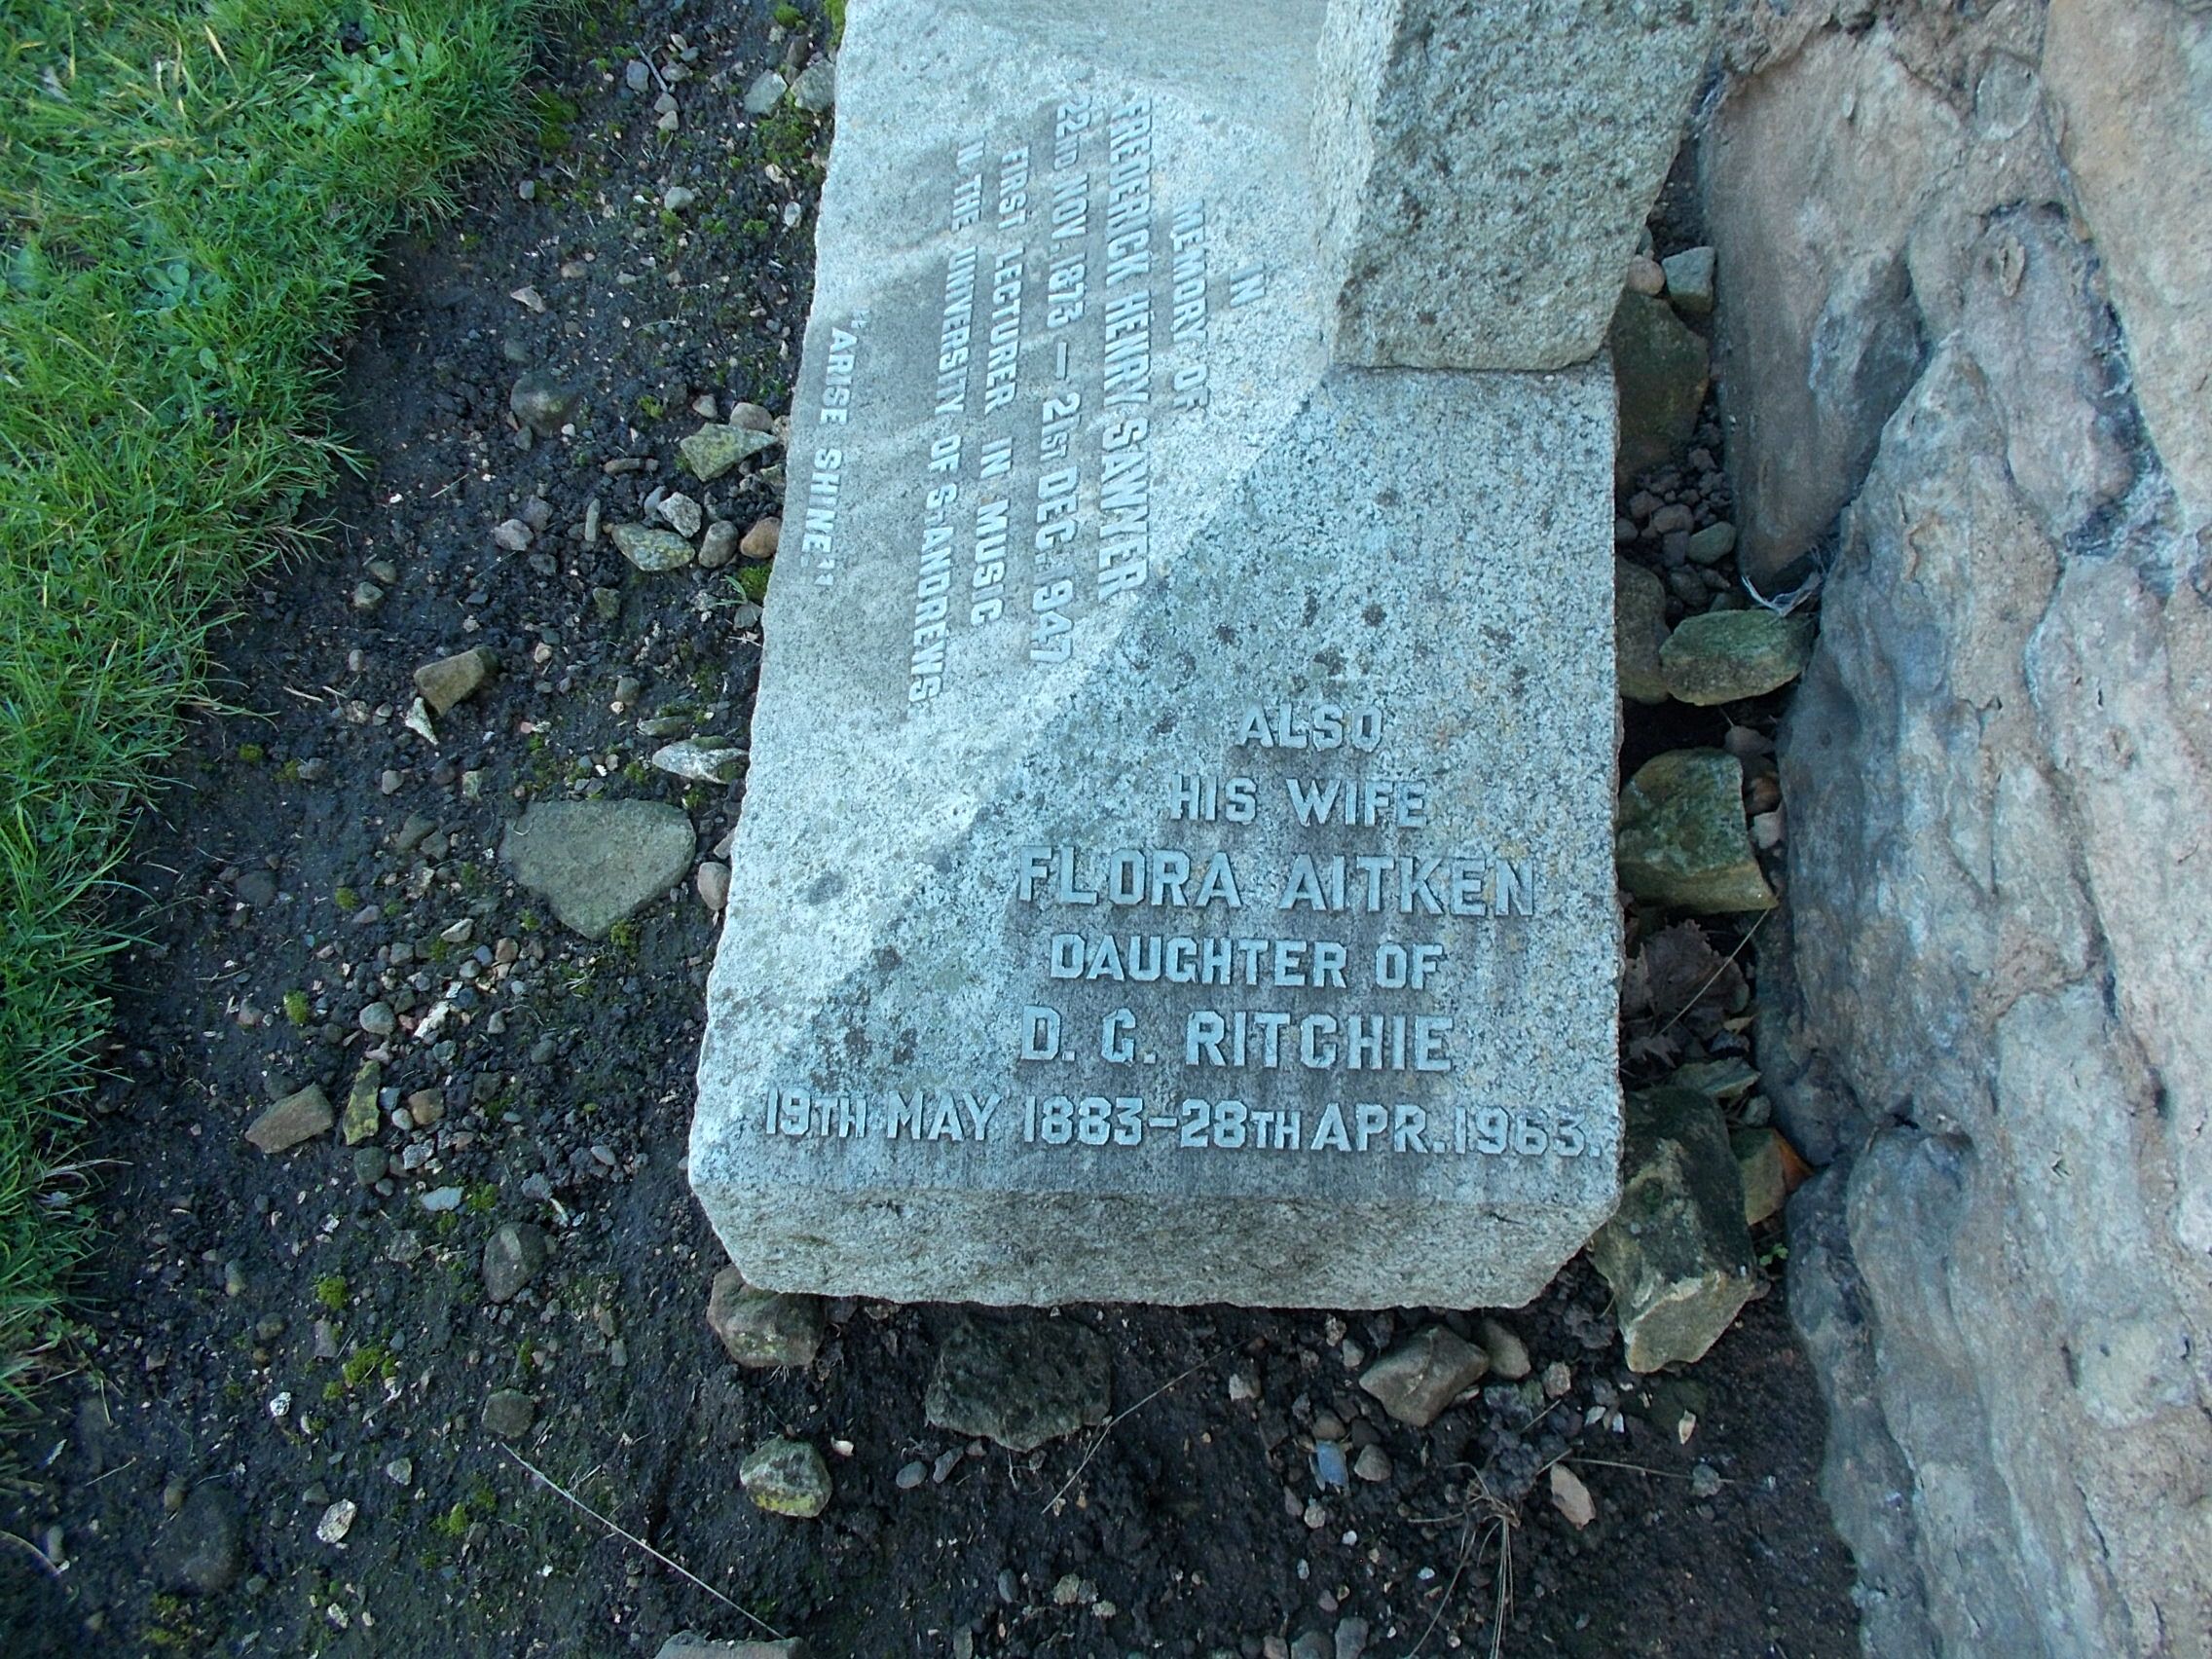 IN
MEMORY OF
FREDERICK HENRY SAWYER
22ND NOV. 1873 — 21ST DEC. 1947
FIRST LECTURER IN MUSIC
IN THE UNIVERSITY OF ST ANDREWS.
"ARISE SHINE"
ALSO
HIS WIFE
FLORA AITKEN
DAUGHTER OF
D. G. RITCHIE
19TH MAY 1883-28TH APR. 1963.